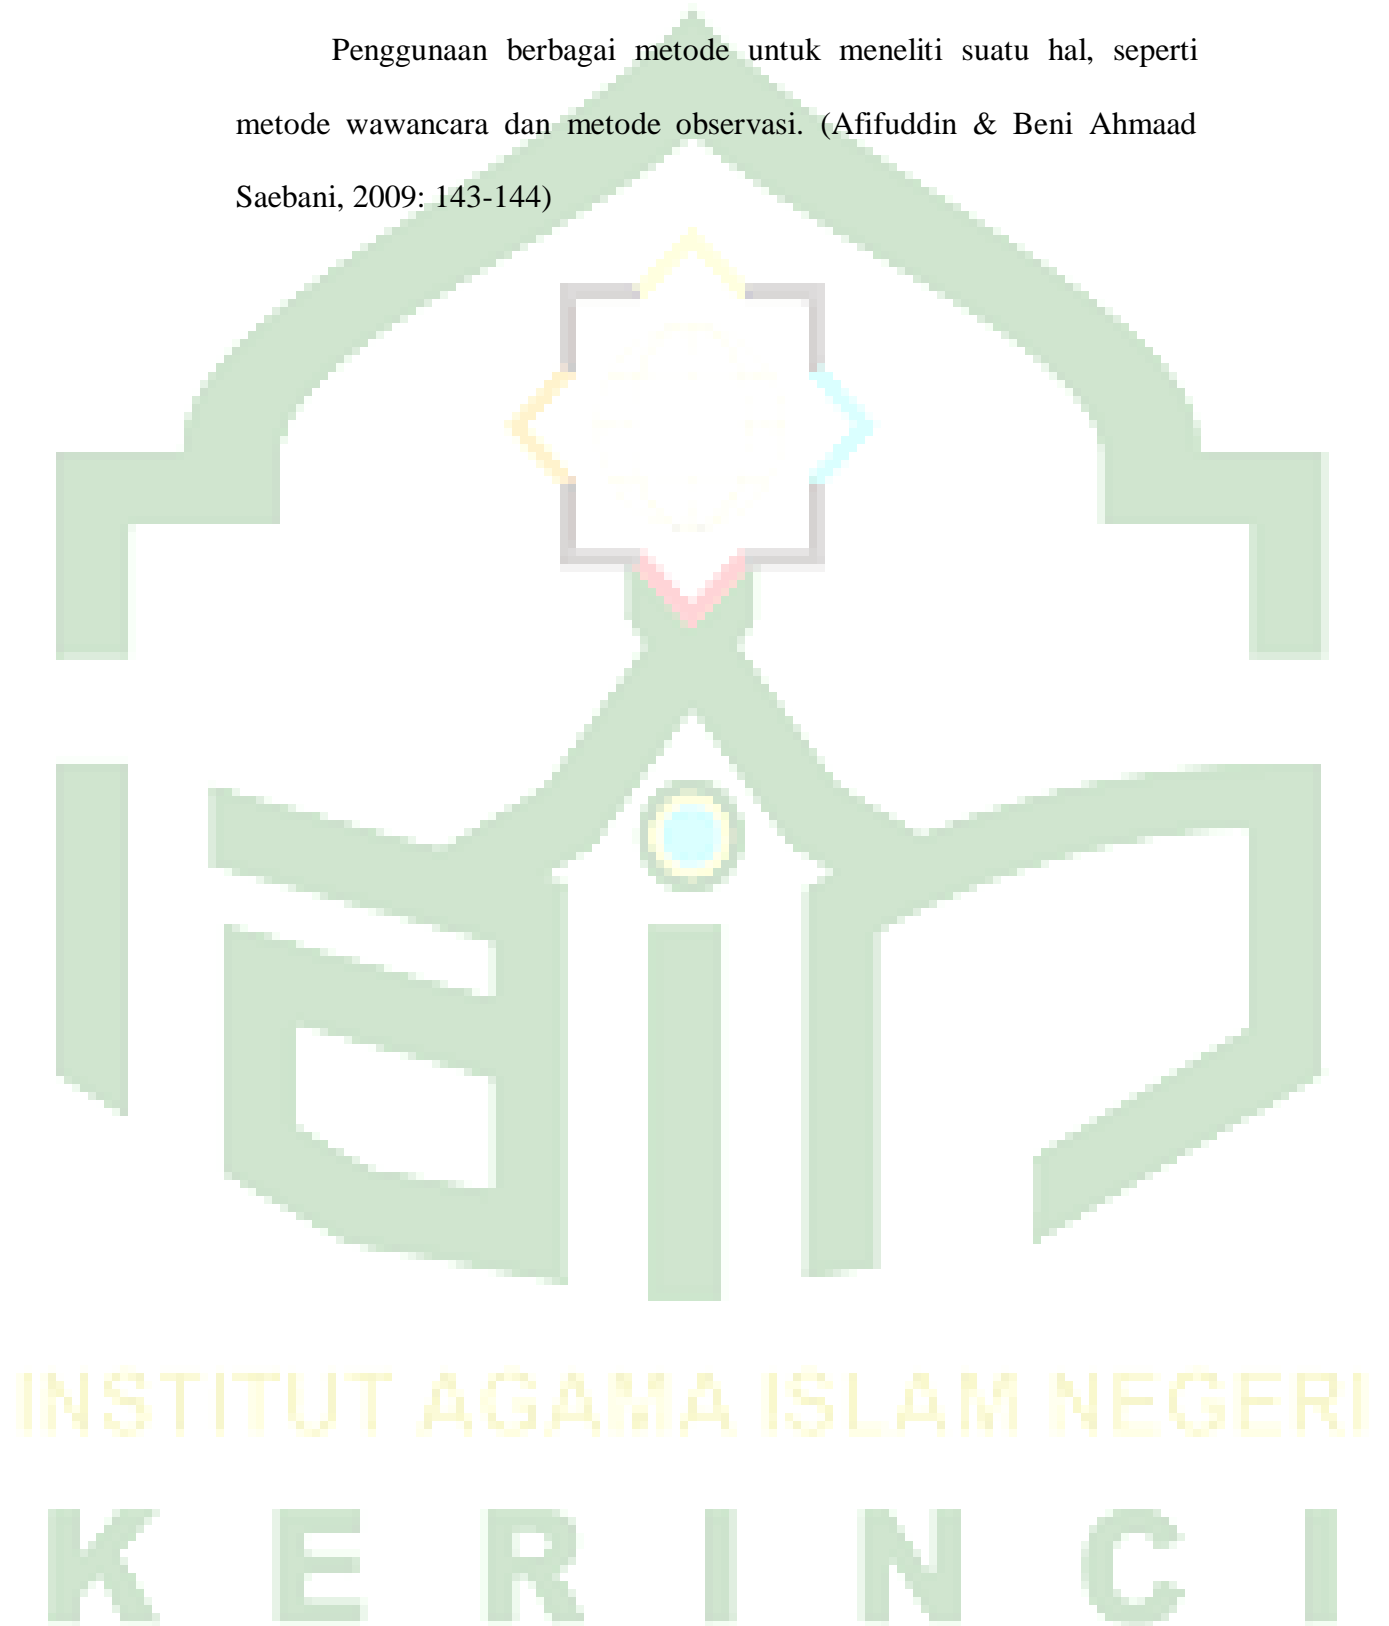 Penggunaan berbagai metode untuk meneliti suatu hal, seperti
metode wawancara dan metode observasi. (Afifuddin & Beni Ahmaad
Saebani, 2009: 143-144)
iain
INSTITUT AGAMA ISLAM NEGERI
K E R I N C I